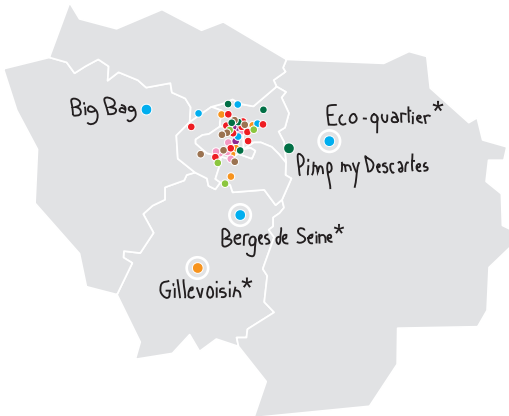 Big Bag
Eco-quartier*
Pimp my Descartes
Berges de Seine*
Gillevoisin*